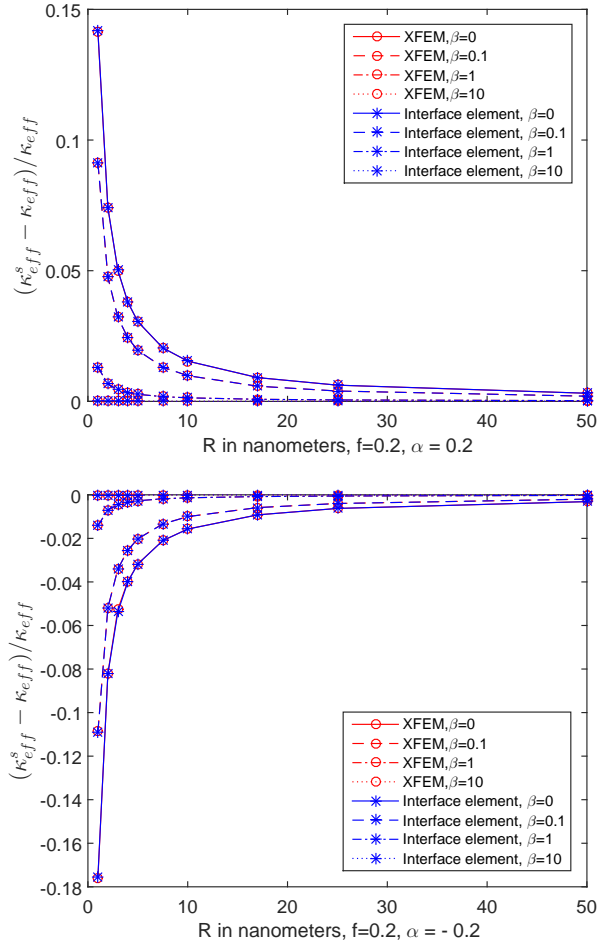 0.15
0.1
0.05
0
(κˢ_eff − κ_eff)/κ_eff
XFEM,β=0
XFEM,β=0.1
XFEM,β=1
XFEM,β=10
Interface element, β=0
Interface element, β=0.1
Interface element, β=1
Interface element, β=10
0 10 20 30 40 50
R in nanometers, f=0.2, α = 0.2
0
-0.02
-0.04
-0.06
-0.08
-0.1
-0.12
-0.14
-0.16
-0.18
(κˢ_eff − κ_eff)/κ_eff
XFEM,β=0
XFEM,β=0.1
XFEM,β=1
XFEM,β=10
Interface element, β=0
Interface element, β=0.1
Interface element, β=1
Interface element, β=10
0 10 20 30 40 50
R in nanometers, f=0.2, α = - 0.2